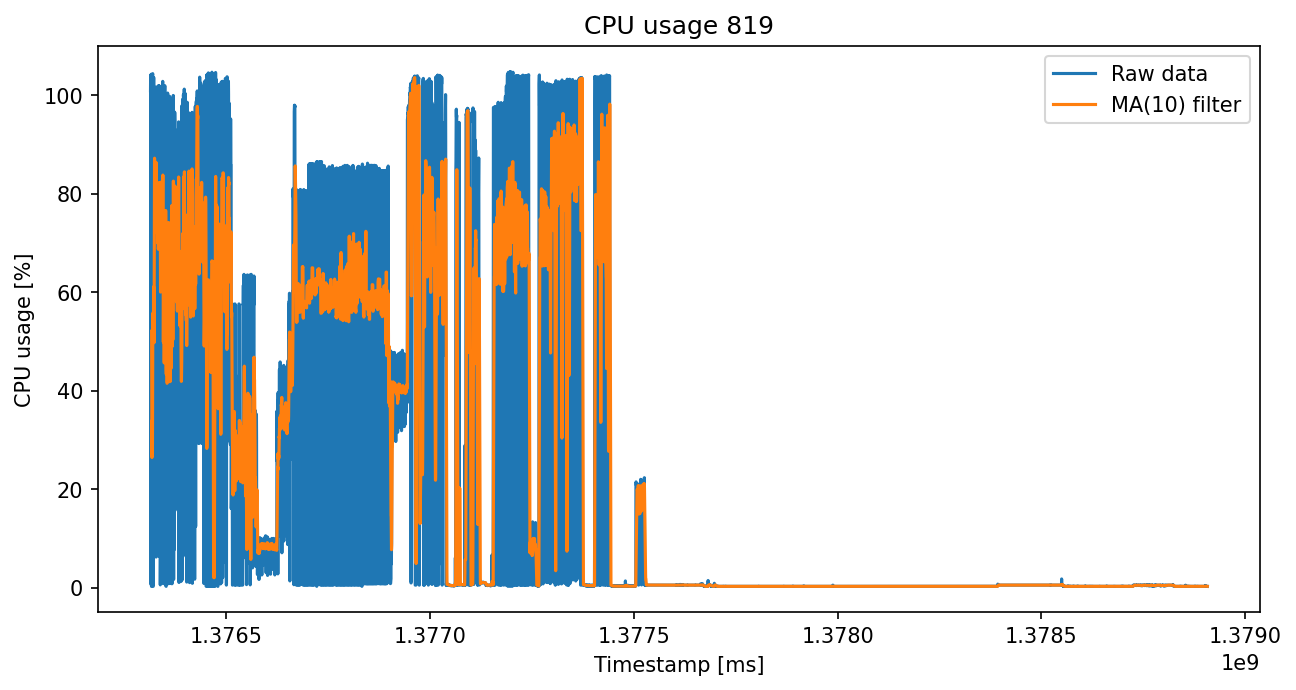 CPU usage 819
Raw data
MA(10) filter
CPU usage [%]
100
80
60
40
20
0
1.3765 1.3770 1.3775 1.3780 1.3785 1.3790
1e9
Timestamp [ms]